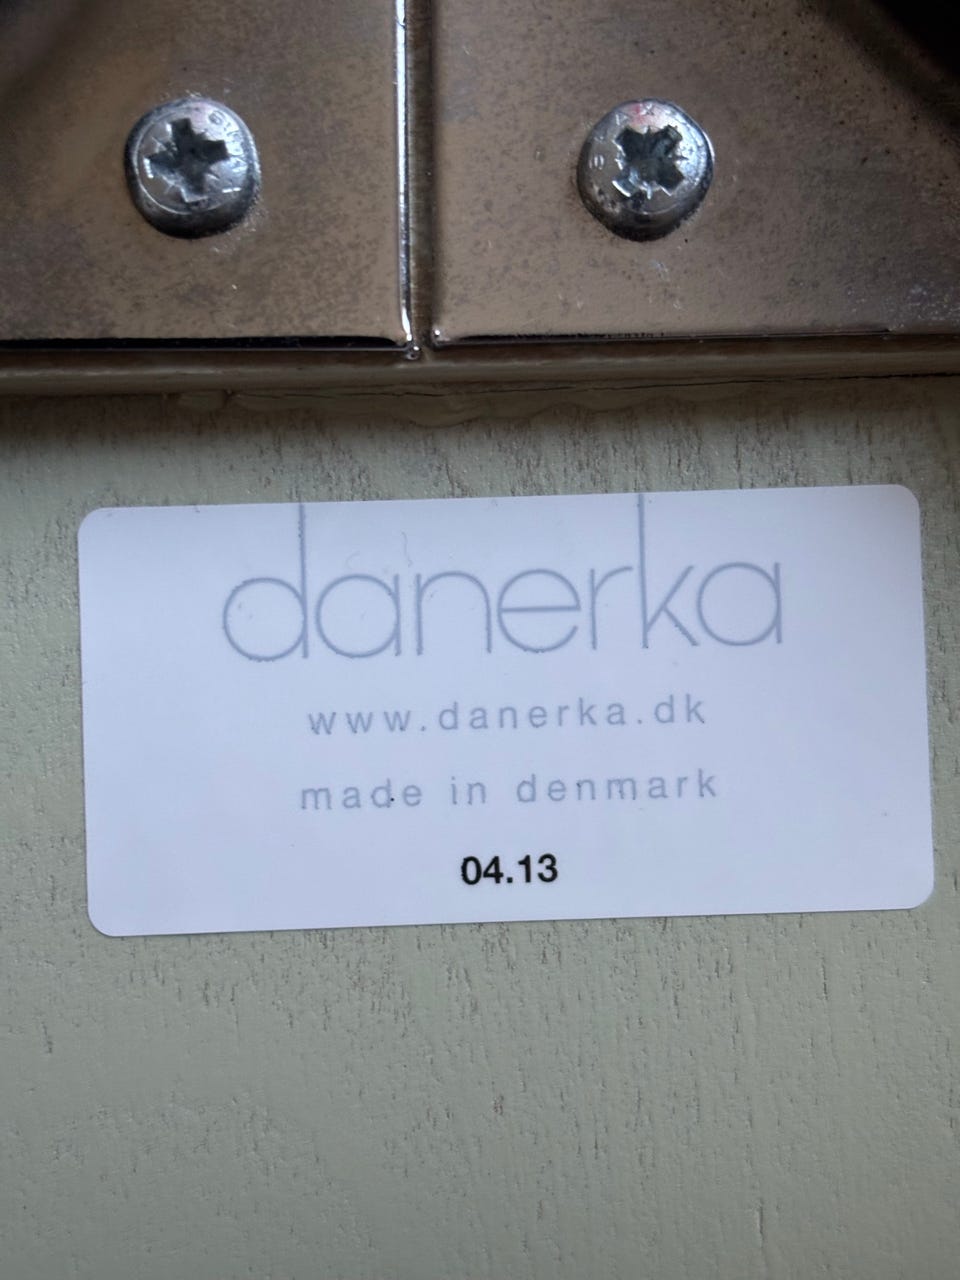 danerka
www.danerka.dk
made in denmark
04.13